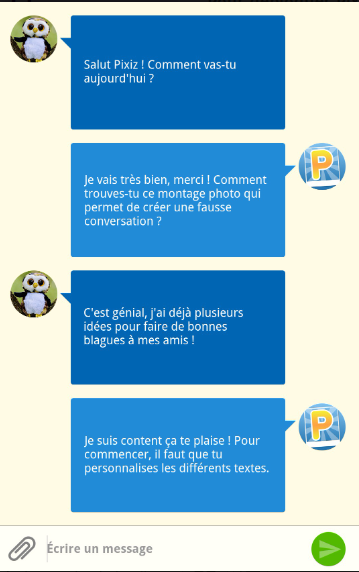 Salut Pixiz ! Comment vas-tu
aujourd'hui ?
P
Je vais très bien, merci ! Comment
trouves-tu ce montage photo qui
permet de créer une fausse
conversation ?
C'est génial, j'ai déjà plusieurs
idées pour faire de bonnes
blagues à mes amis !
P
Je suis content ça te plaise ! Pour
commencer, il faut que tu
personnalises les différents textes.
Écrire un message